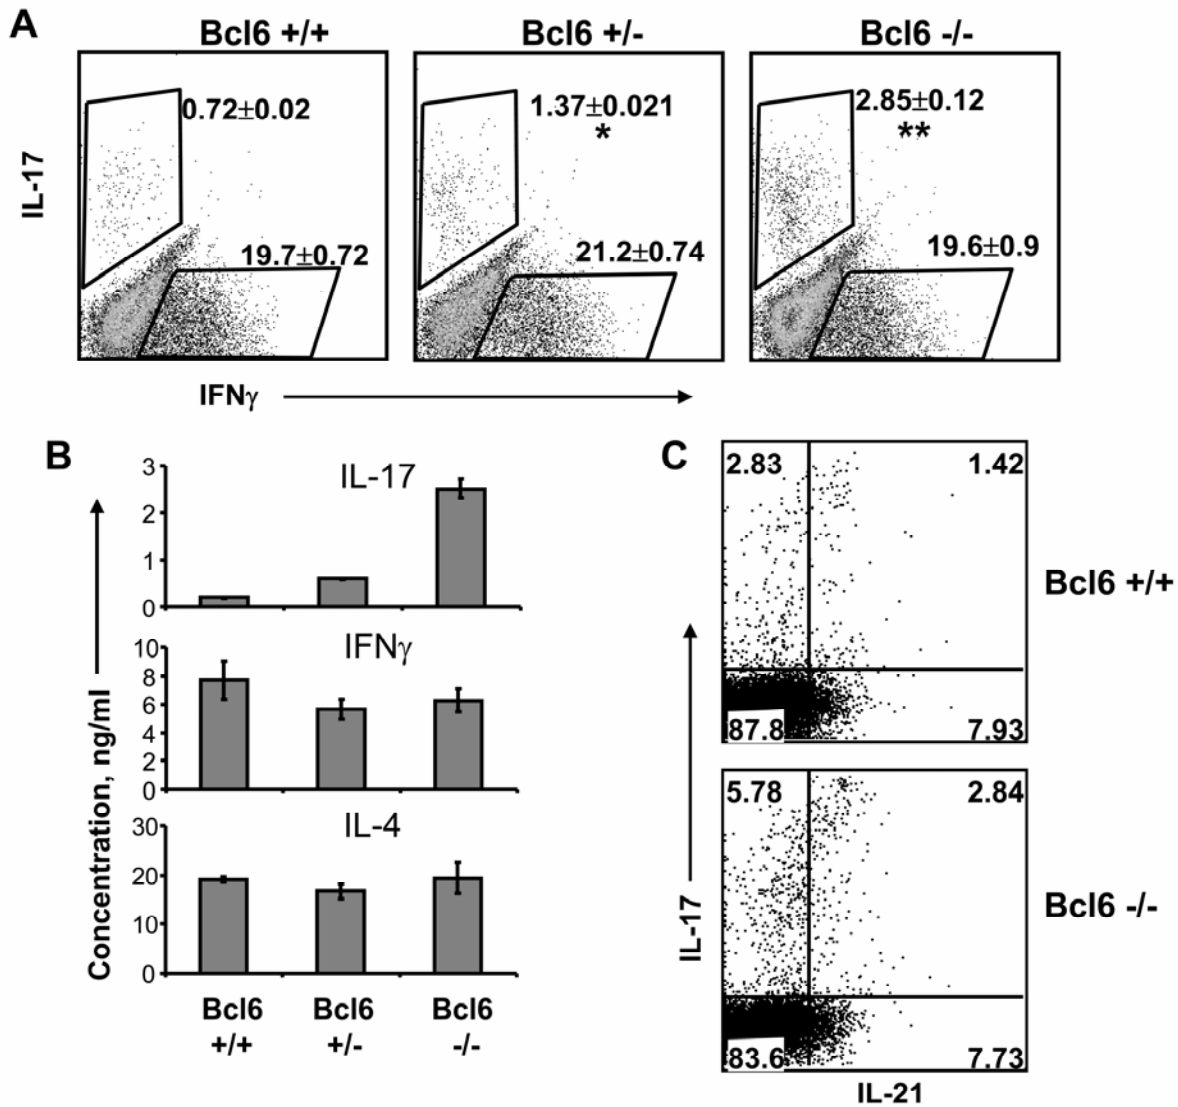 A
Bcl6 +/+
Bcl6 +/-
Bcl6 -/-
IL-17
0.72±0.02
1.37±0.021
*
2.85±0.12
**
19.7±0.72
21.2±0.74
19.6±0.9
IFNγ
B
Concentration, ng/ml
IL-17
3
2
1
0
IFNγ
10
8
6
4
2
0
IL-4
30
20
10
0
Bcl6 +/+
Bcl6 +/-
Bcl6 -/-
C
IL-17
2.83 1.42
87.8 7.93
Bcl6 +/+
5.78 2.84
83.6 7.73
Bcl6 -/-
IL-21